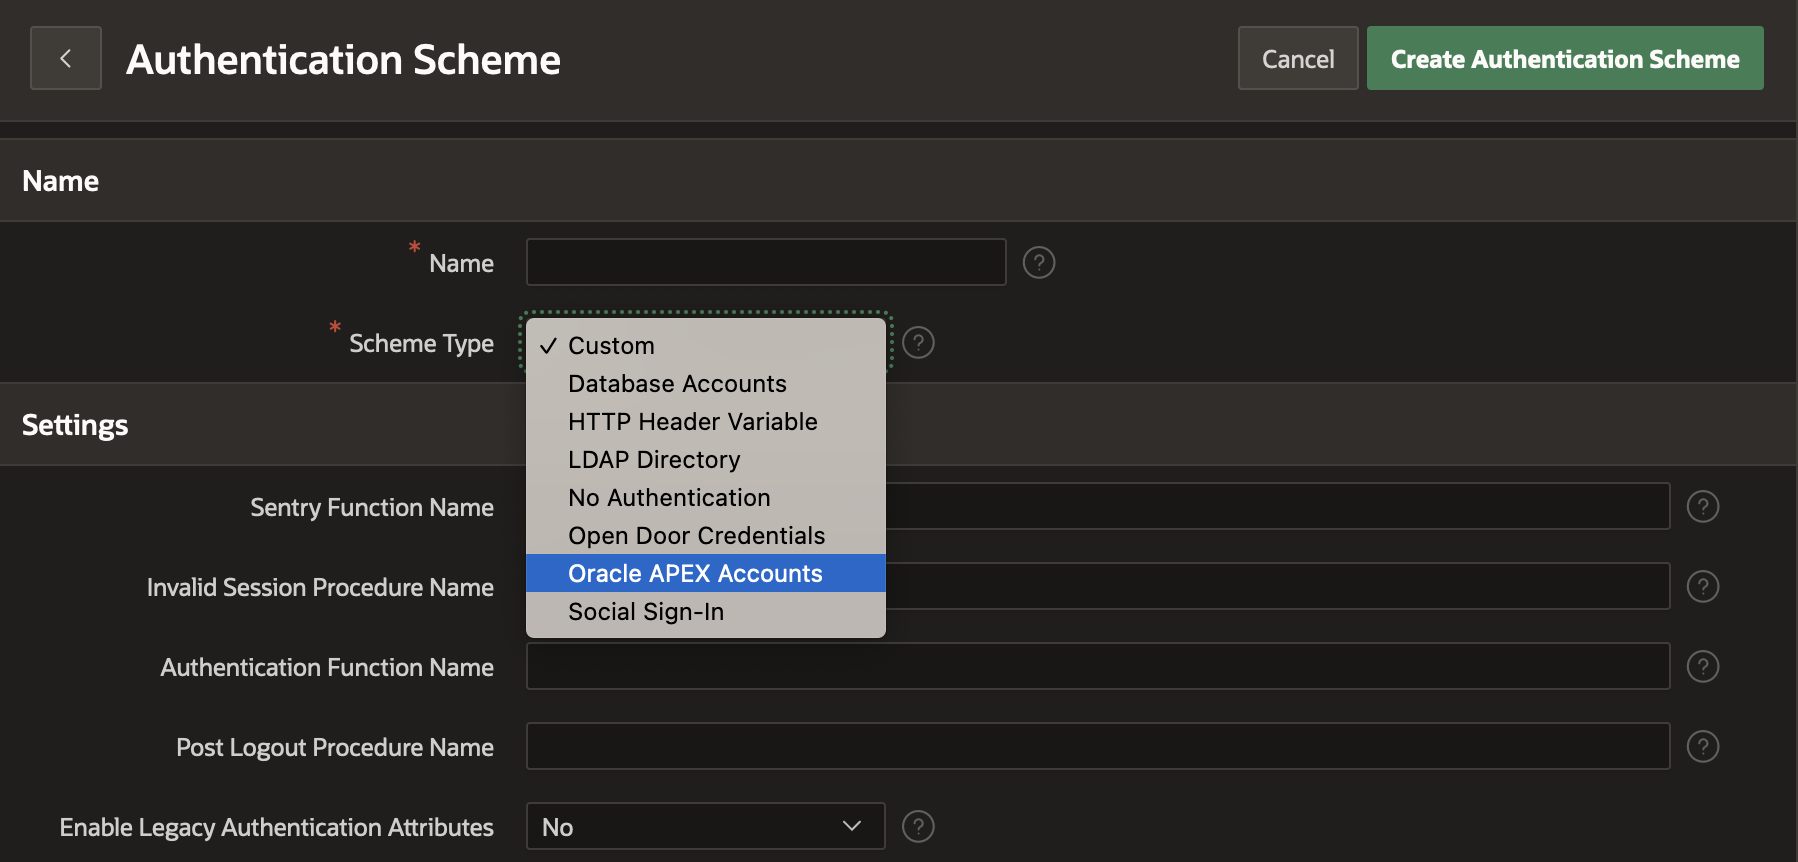 Authentication Scheme
Cancel
Create Authentication Scheme
Name
* Name
?
* Scheme Type
?
✓ Custom
Database Accounts
HTTP Header Variable
LDAP Directory
No Authentication
Open Door Credentials
Oracle APEX Accounts
Social Sign-In
Settings
Sentry Function Name
?
Invalid Session Procedure Name
?
Authentication Function Name
?
Post Logout Procedure Name
?
Enable Legacy Authentication Attributes
No
?